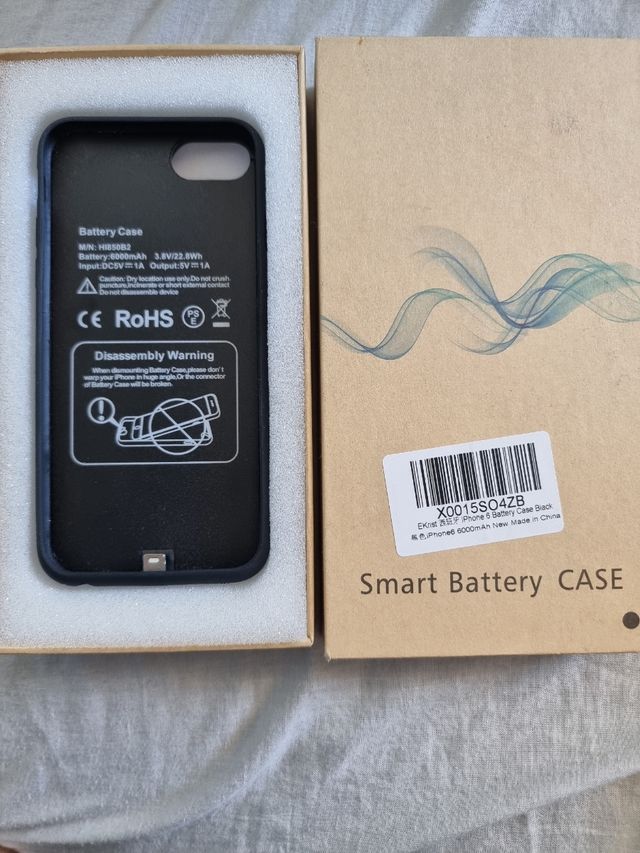 Battery Case
M/N: HI850B2
Battery:6000mAh 3.8V/22.8Wh
Input:DC5V⎓1A Output:5V⎓1A
Caution: Dry location use only.Do not crush
puncture,incinerate or short external contact
Do not disassemble device
CE RoHS PS E
Disassembly Warning
When dismounting Battery Case,please don't
warp your iPhone in huge angle,Or the connector
of Battery Case will be broken.
X0015SO4ZB
EKrist 西班牙 iPhone 6 Battery Case Black
黑色,iPhone6 6000mAh New Made in China
Smart Battery CASE